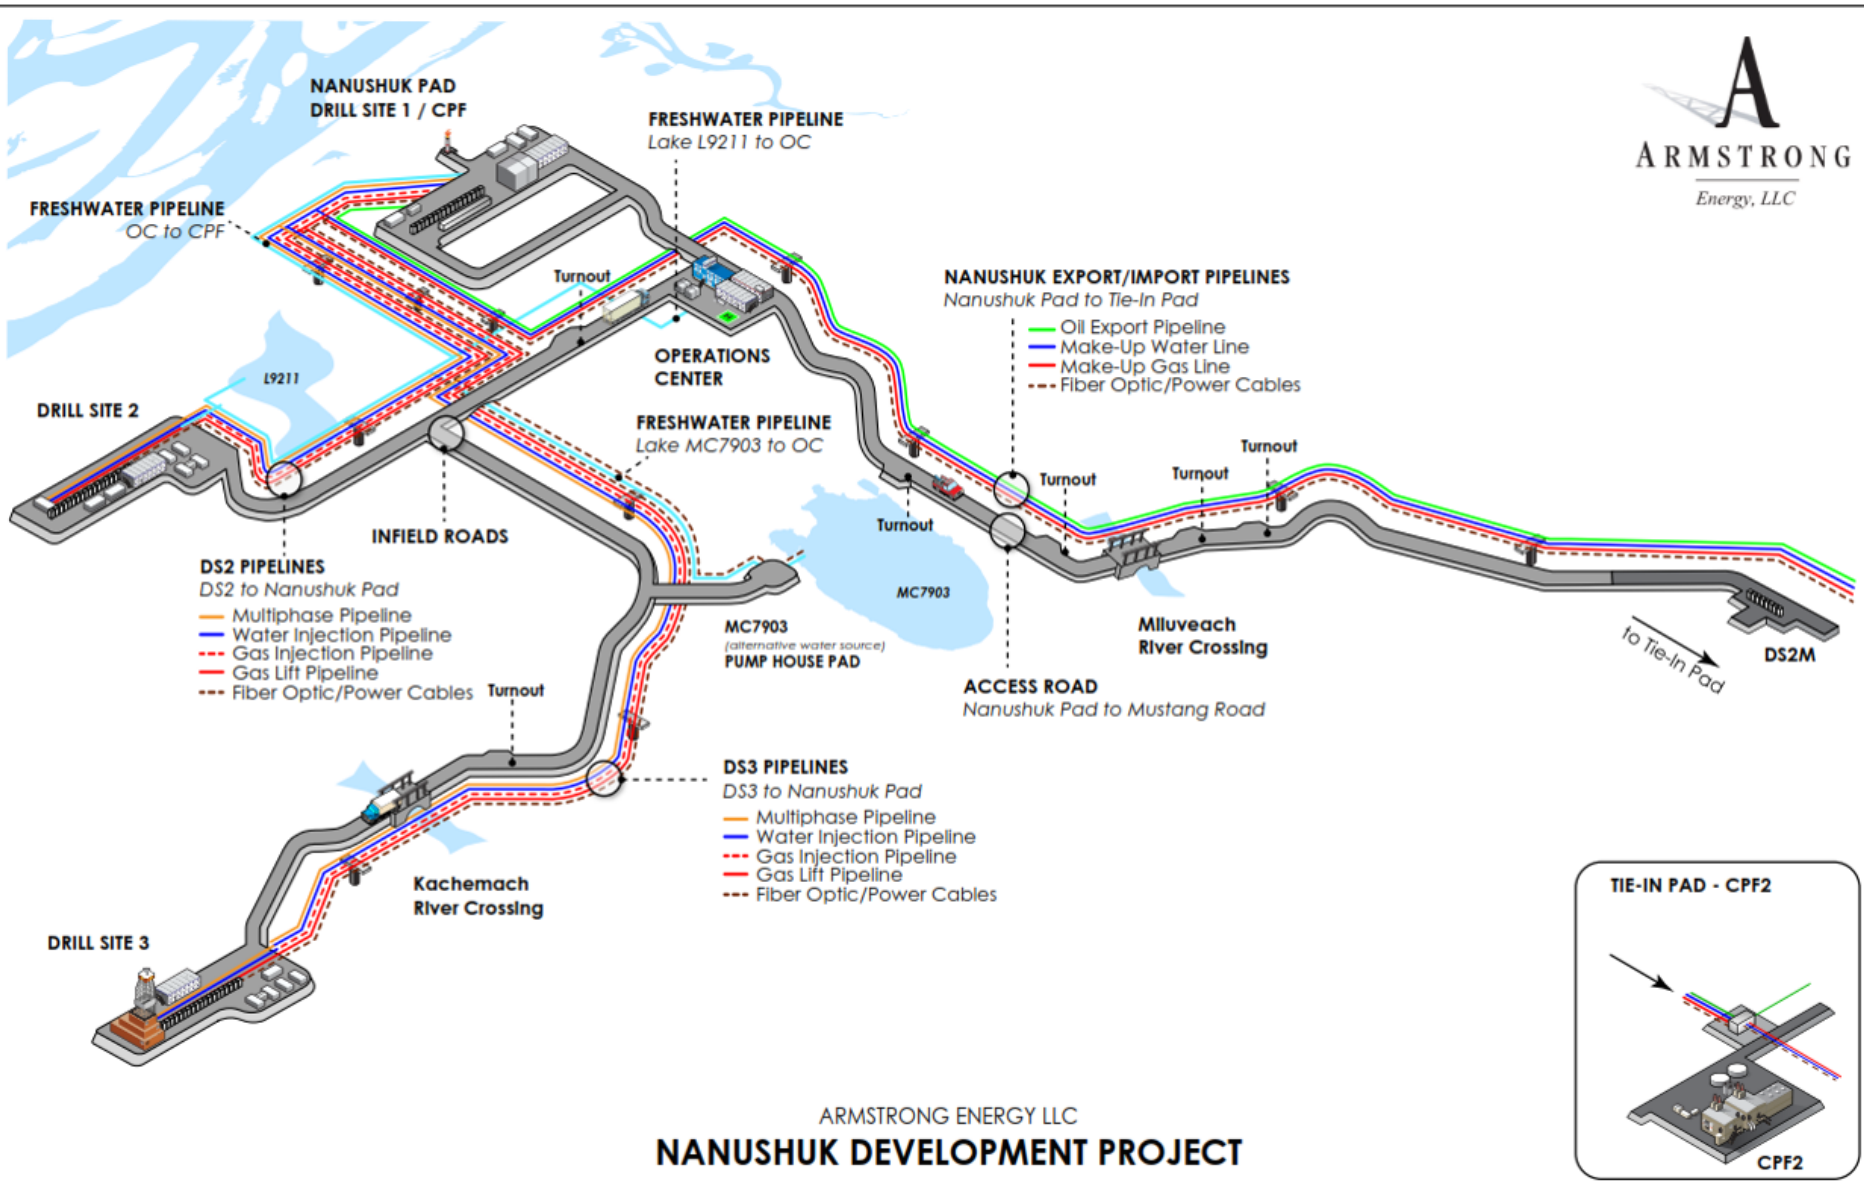 NANUSHUK PAD
DRILL SITE 1 / CPF
FRESHWATER PIPELINE
Lake L9211 to OC
A
ARMSTRONG
Energy, LLC
FRESHWATER PIPELINE
OC to CPF
Turnout
NANUSHUK EXPORT/IMPORT PIPELINES
Nanushuk Pad to Tie-In Pad
Oil Export Pipeline
Make-Up Water Line
Make-Up Gas Line
Fiber Optic/Power Cables
OPERATIONS
CENTER
L9211
DRILL SITE 2
FRESHWATER PIPELINE
Lake MC7903 to OC
Turnout
Turnout
Turnout
Turnout
INFIELD ROADS
DS2 PIPELINES
DS2 to Nanushuk Pad
Multiphase Pipeline
Water Injection Pipeline
Gas Injection Pipeline
Gas Lift Pipeline
Fiber Optic/Power Cables
Turnout
MC7903
MC7903
(alternative water source)
PUMP HOUSE PAD
Miluveach
River Crossing
to Tie-In Pad
DS2M
ACCESS ROAD
Nanushuk Pad to Mustang Road
DS3 PIPELINES
DS3 to Nanushuk Pad
Multiphase Pipeline
Water Injection Pipeline
Gas Injection Pipeline
Gas Lift Pipeline
Fiber Optic/Power Cables
Kachemach
River Crossing
DRILL SITE 3
TIE-IN PAD - CPF2
CPF2
ARMSTRONG ENERGY LLC
NANUSHUK DEVELOPMENT PROJECT